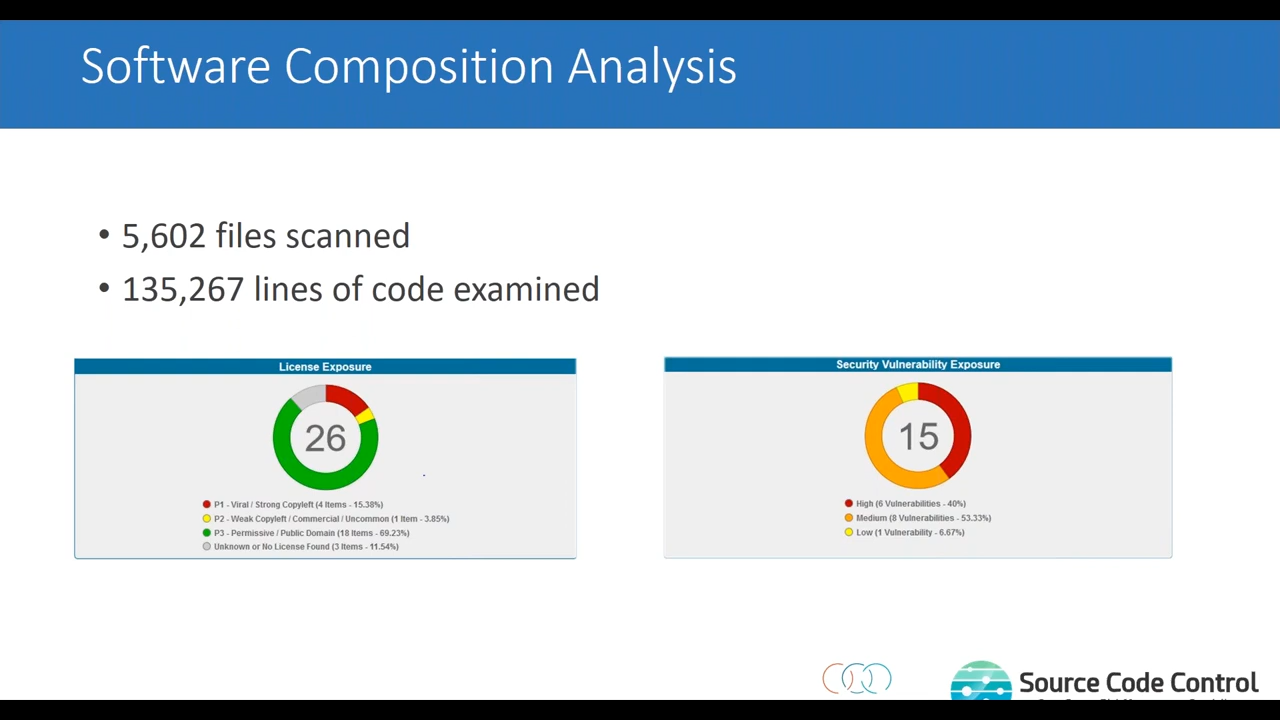 Software Composition Analysis
• 5,602 files scanned
• 135,267 lines of code examined
License Exposure
26
P1 - Viral / Strong Copyleft (4 Items - 15.38%)
P2 - Weak Copyleft / Commercial / Uncommon (1 Item - 3.85%)
P3 - Permissive / Public Domain (18 Items - 69.23%)
Unknown or No License Found (3 Items - 11.54%)
Security Vulnerability Exposure
15
High (6 Vulnerabilities - 40%)
Medium (8 Vulnerabilities - 53.33%)
Low (1 Vulnerability - 6.67%)
Source Code Control